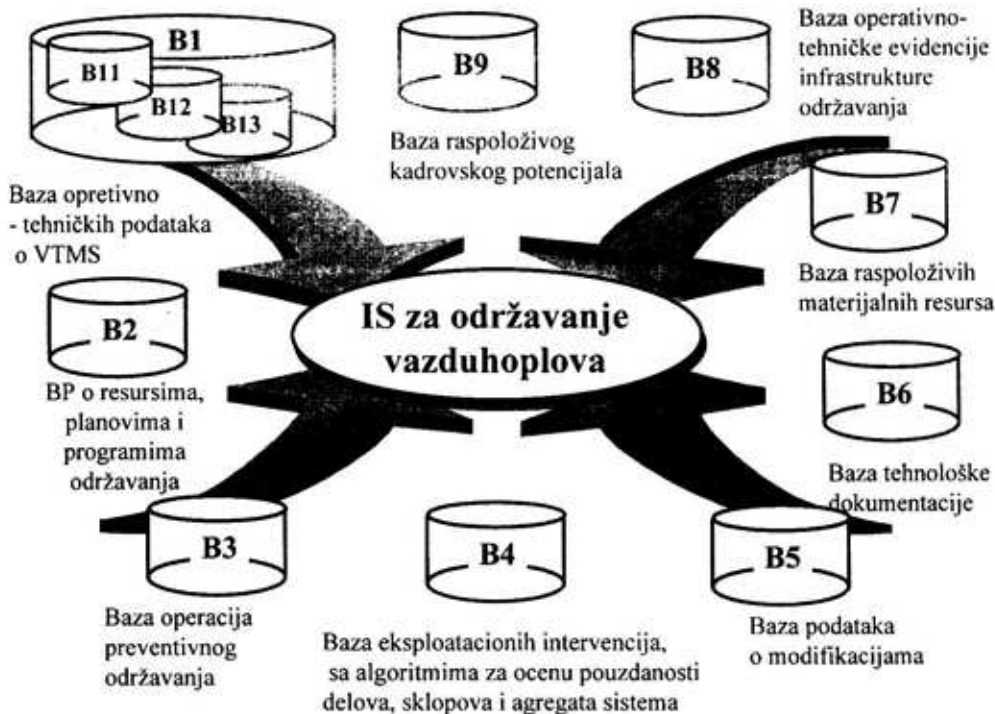 B1
B11
B12
B13
Baza opretivno
- tehničkih podataka
o VTMS
B9
Baza raspoloživog
kadrovskog potencijala
B8
Baza operativno-
tehničke evidencije
infrastrukture
održavanja
B7
Baza raspoloživih
materijalnih resursa
IS za održavanje
vazduhoplova
B2
BP o resursima,
planovima i
programima
održavanja
B6
Baza tehnološke
dokumentacije
B3
Baza operacija
preventivnog
održavanja
B4
Baza eksploatacionih intervencija,
sa algoritmima za ocenu pouzdanosti
delova, sklopova i agregata sistema
B5
Baza podataka
o modifikacijama